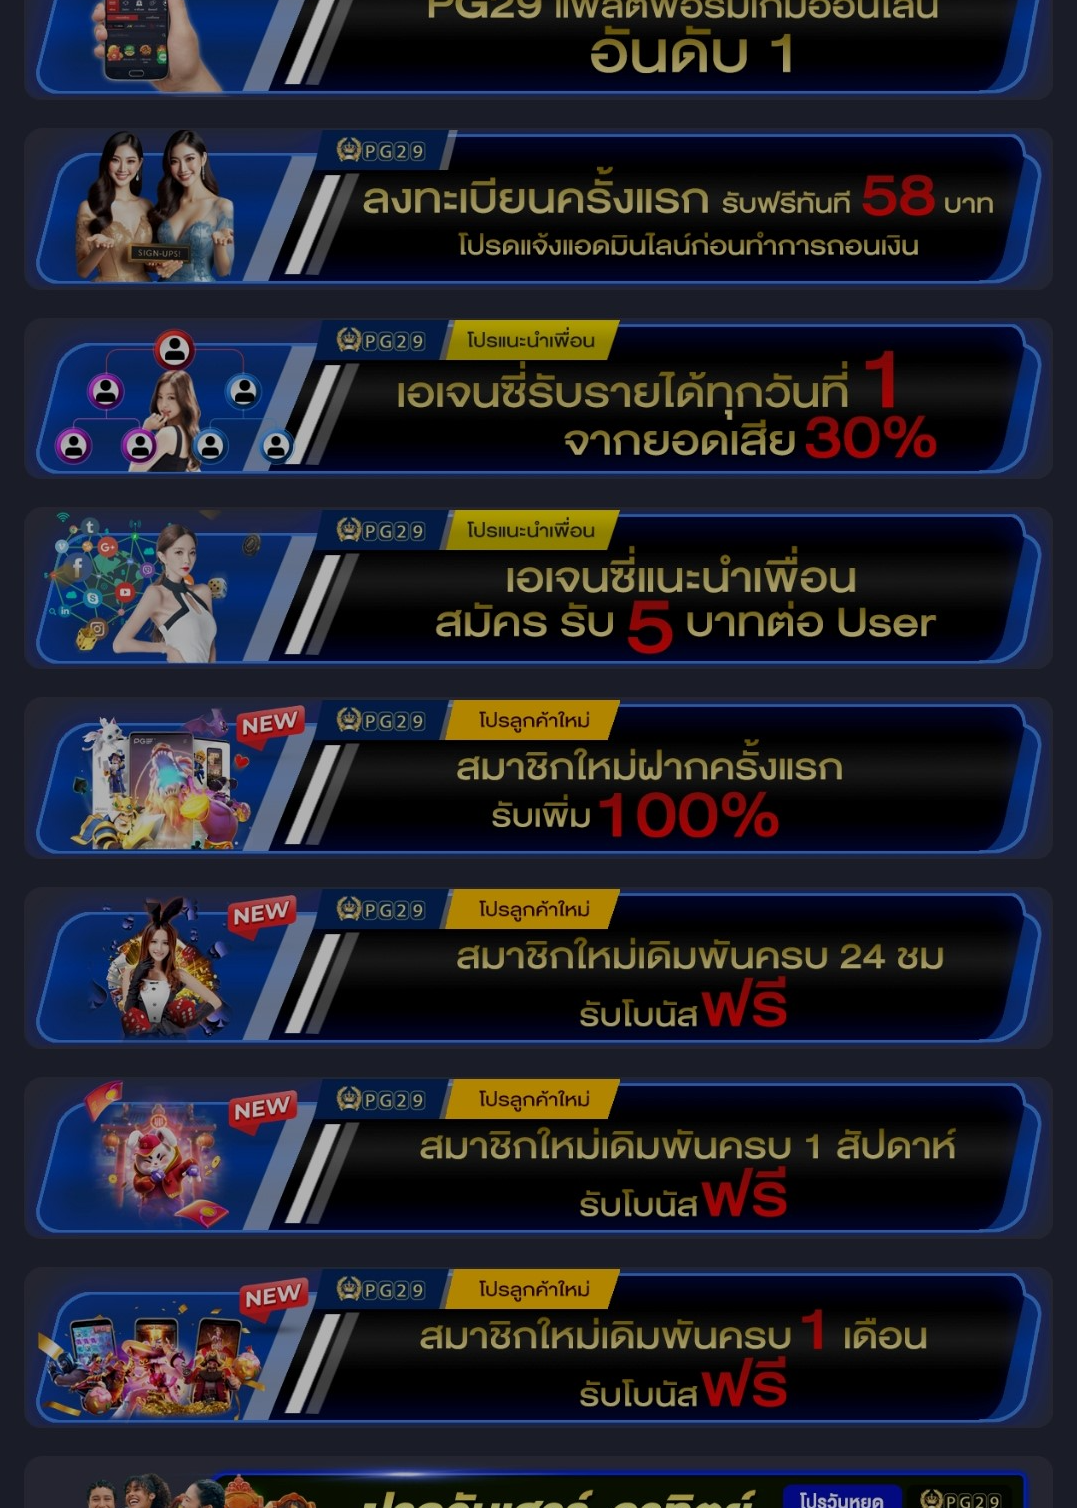 PG29 แพลตฟอร์มเกมออนไลน์
อันดับ 1
PG29
ลงทะเบียนครั้งแรก รับฟรีทันที 58 บาท
โปรดแจ้งแอดมินไลน์ก่อนทำการถอนเงิน
SIGN-UPS!
PG29 โปรแนะนำเพื่อน
เอเจนซี่รับรายได้ทุกวันที่ 1
จากยอดเสีย 30%
PG29 โปรแนะนำเพื่อน
เอเจนซี่แนะนำเพื่อน
สมัคร รับ 5 บาทต่อ User
NEW PG29 โปรลูกค้าใหม่
สมาชิกใหม่ฝากครั้งแรก
รับเพิ่ม 100%
NEW PG29 โปรลูกค้าใหม่
สมาชิกใหม่เดิมพันครบ 24 ชม
รับโบนัสฟรี
NEW PG29 โปรลูกค้าใหม่
สมาชิกใหม่เดิมพันครบ 1 สัปดาห์
รับโบนัสฟรี
NEW PG29 โปรลูกค้าใหม่
สมาชิกใหม่เดิมพันครบ 1 เดือน
รับโบนัสฟรี
โปรวันหยุด PG29